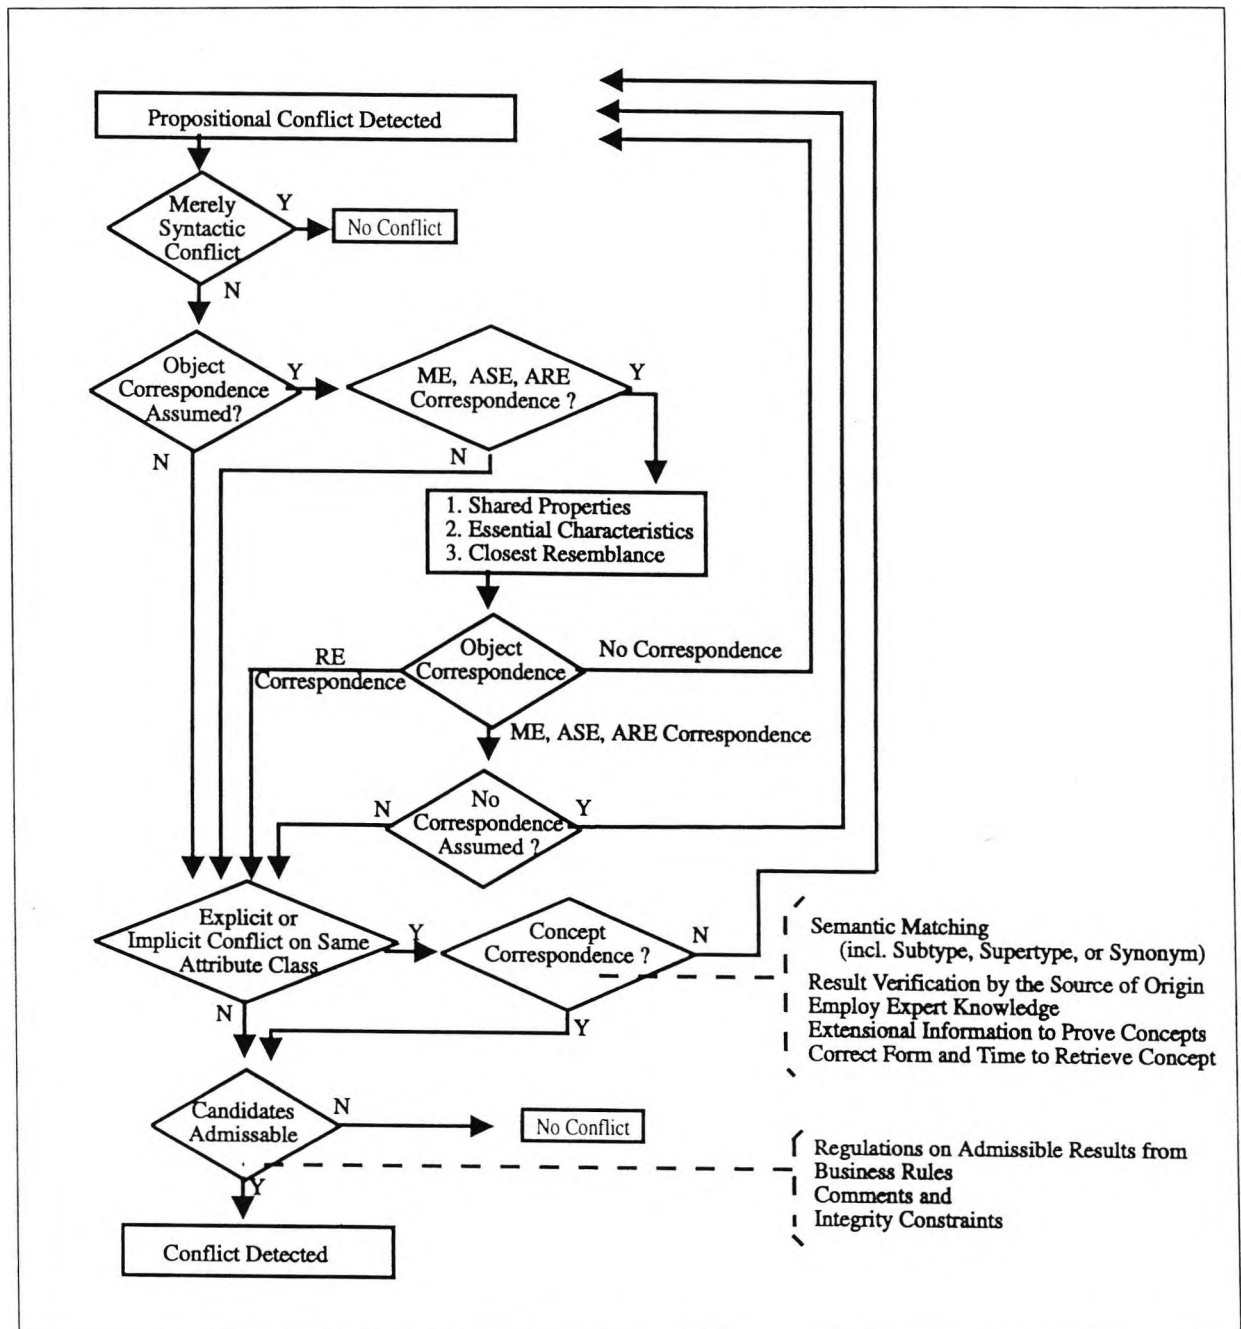 Propositional Conflict Detected
Merely
Syntactic
Conflict
Y
No Conflict
N
Object
Correspondence
Assumed?
Y
ME, ASE, ARE
Correspondence ?
Y
N
N
1. Shared Properties
2. Essential Characteristics
3. Closest Resemblance
Object
Correspondence
No Correspondence
RE
Correspondence
ME, ASE, ARE Correspondence
No
Correspondence
Assumed ?
N
Y
Explicit or
Implicit Conflict on Same
Attribute Class
Y
Concept
Correspondence ?
N
Semantic Matching
(incl. Subtype, Supertype, or Synonym)
Result Verification by the Source of Origin
Employ Expert Knowledge
Extensional Information to Prove Concepts
Correct Form and Time to Retrieve Concept
N
Y
Candidates
Admissable
N
No Conflict
Y
Regulations on Admissible Results from
Business Rules
Comments and
Integrity Constraints
Conflict Detected